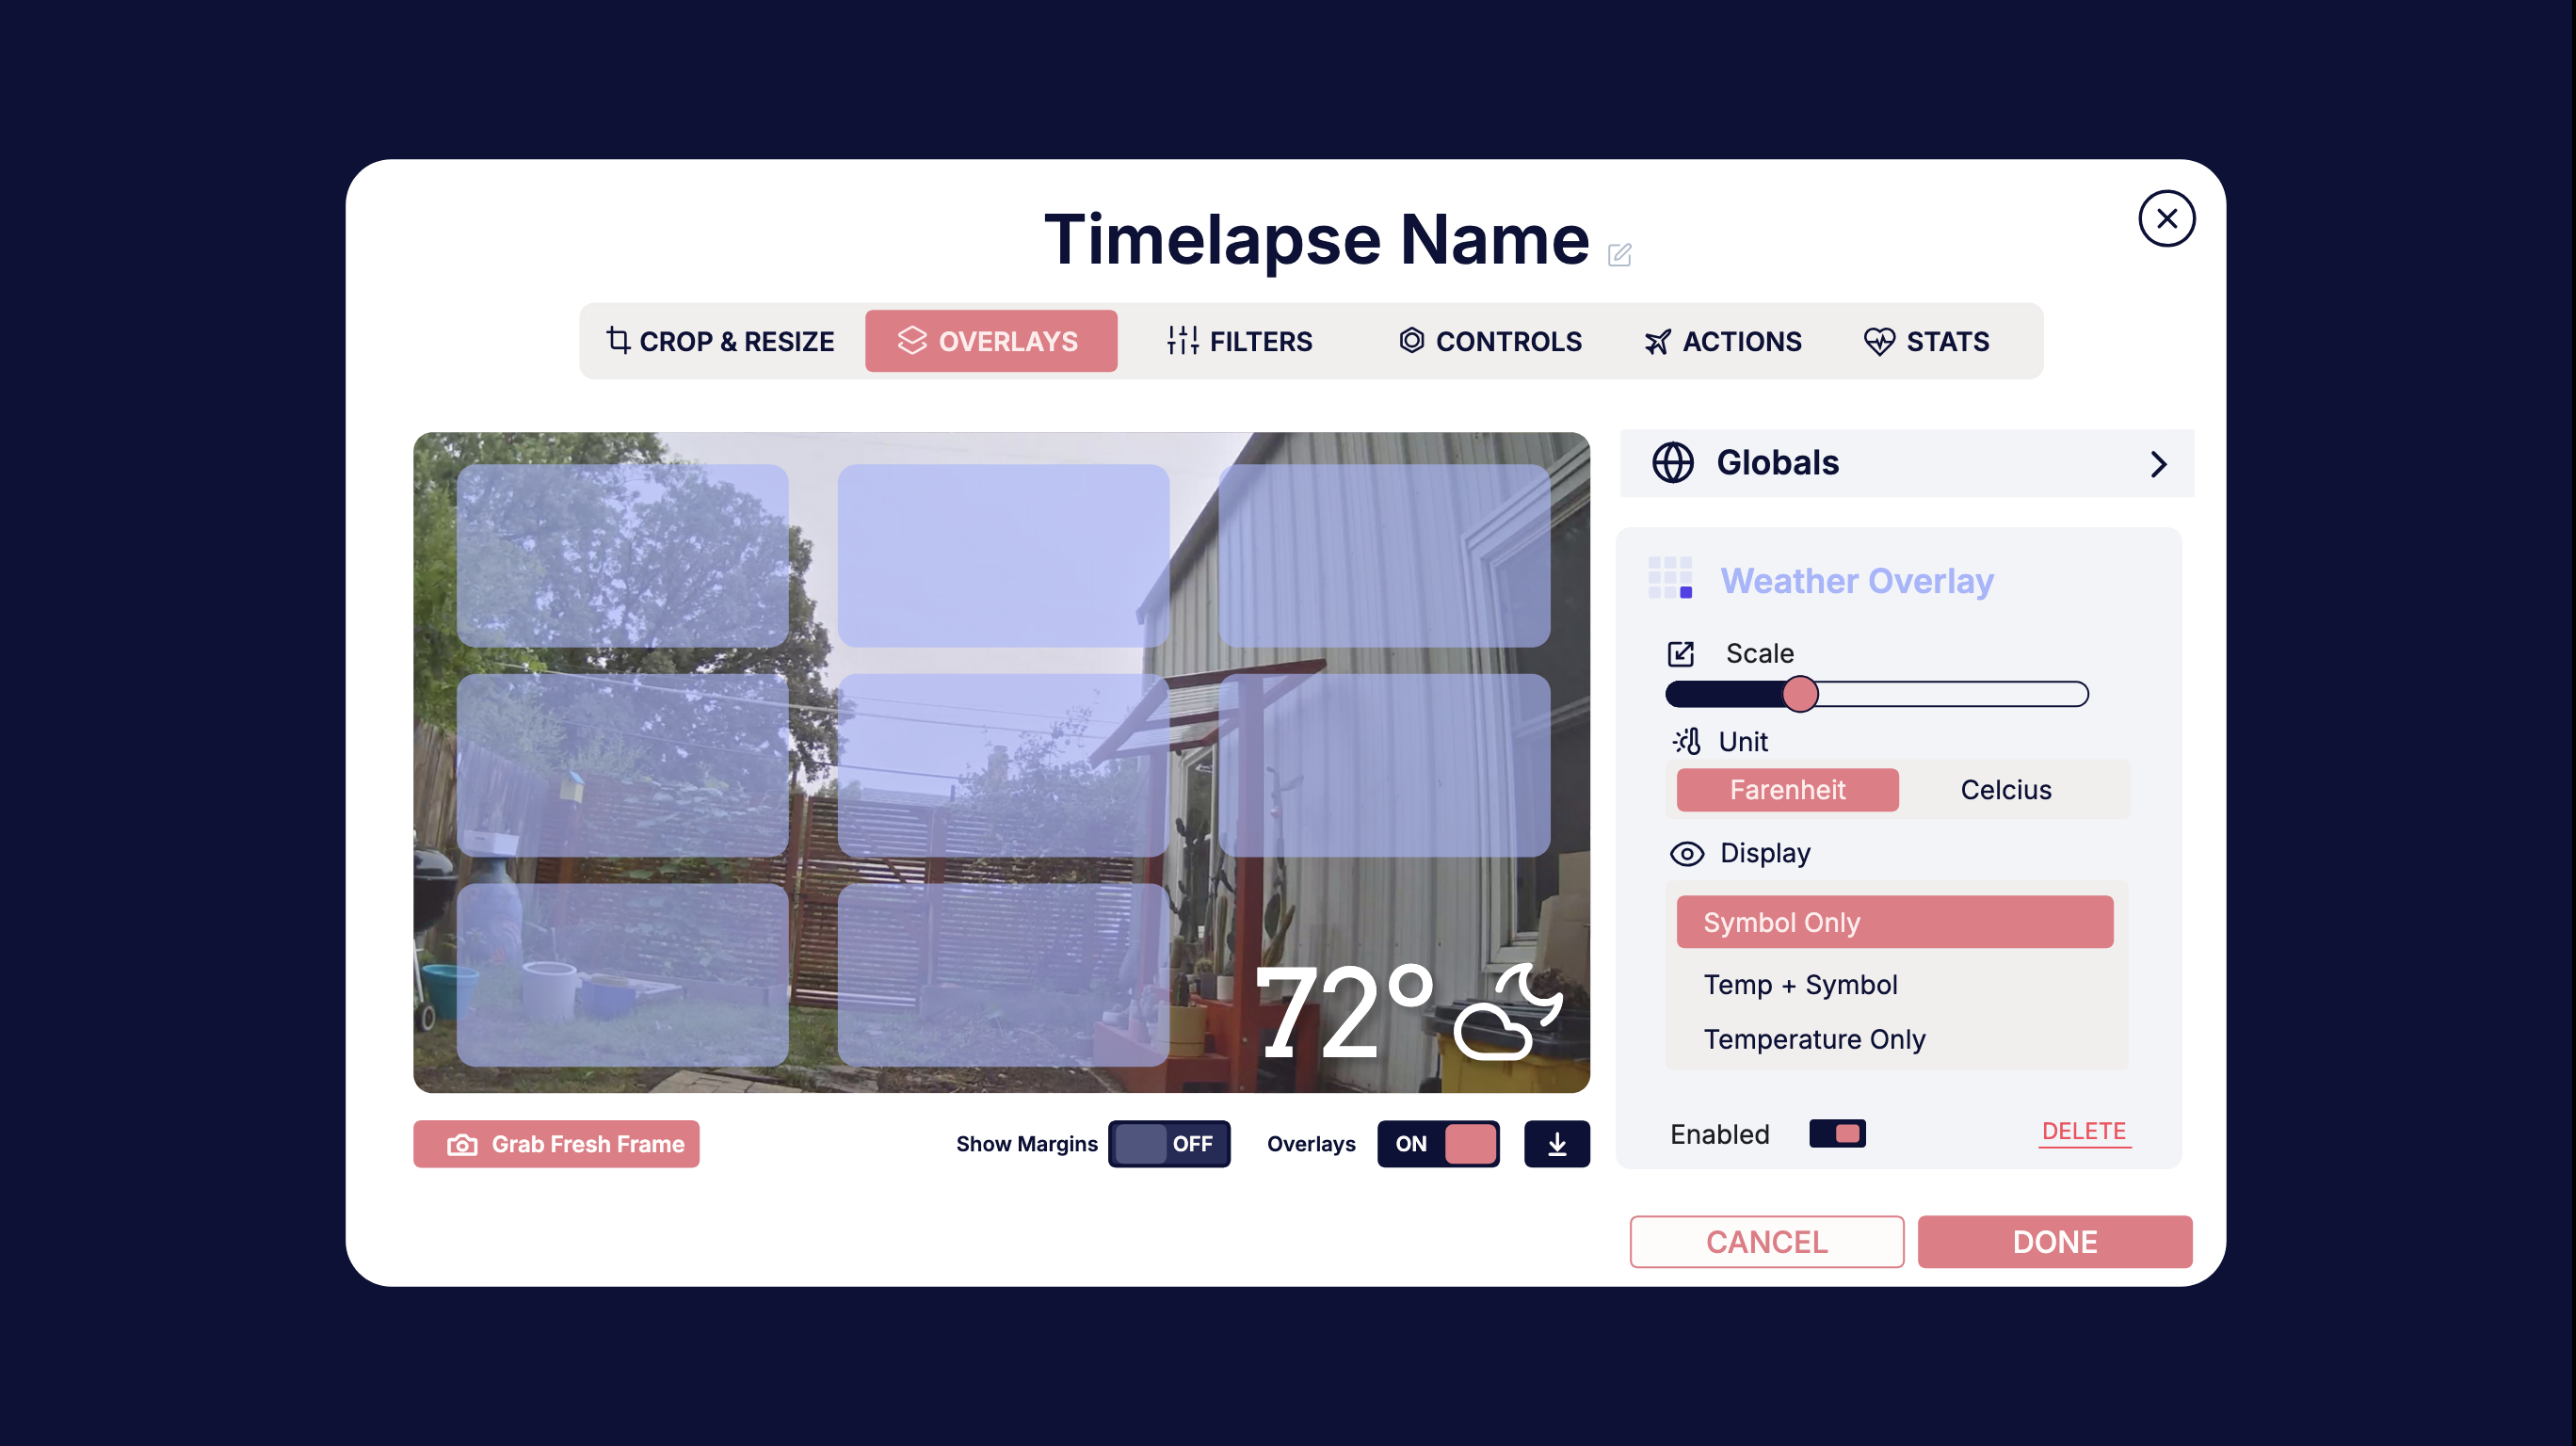 Timelapse Name
CROP & RESIZE OVERLAYS FILTERS CONTROLS ACTIONS STATS
Globals
Weather Overlay
Scale
Unit
Farenheit Celcius
Display
Symbol Only
Temp + Symbol
Temperature Only
Enabled DELETE
72°
Grab Fresh Frame Show Margins OFF Overlays ON
CANCEL DONE